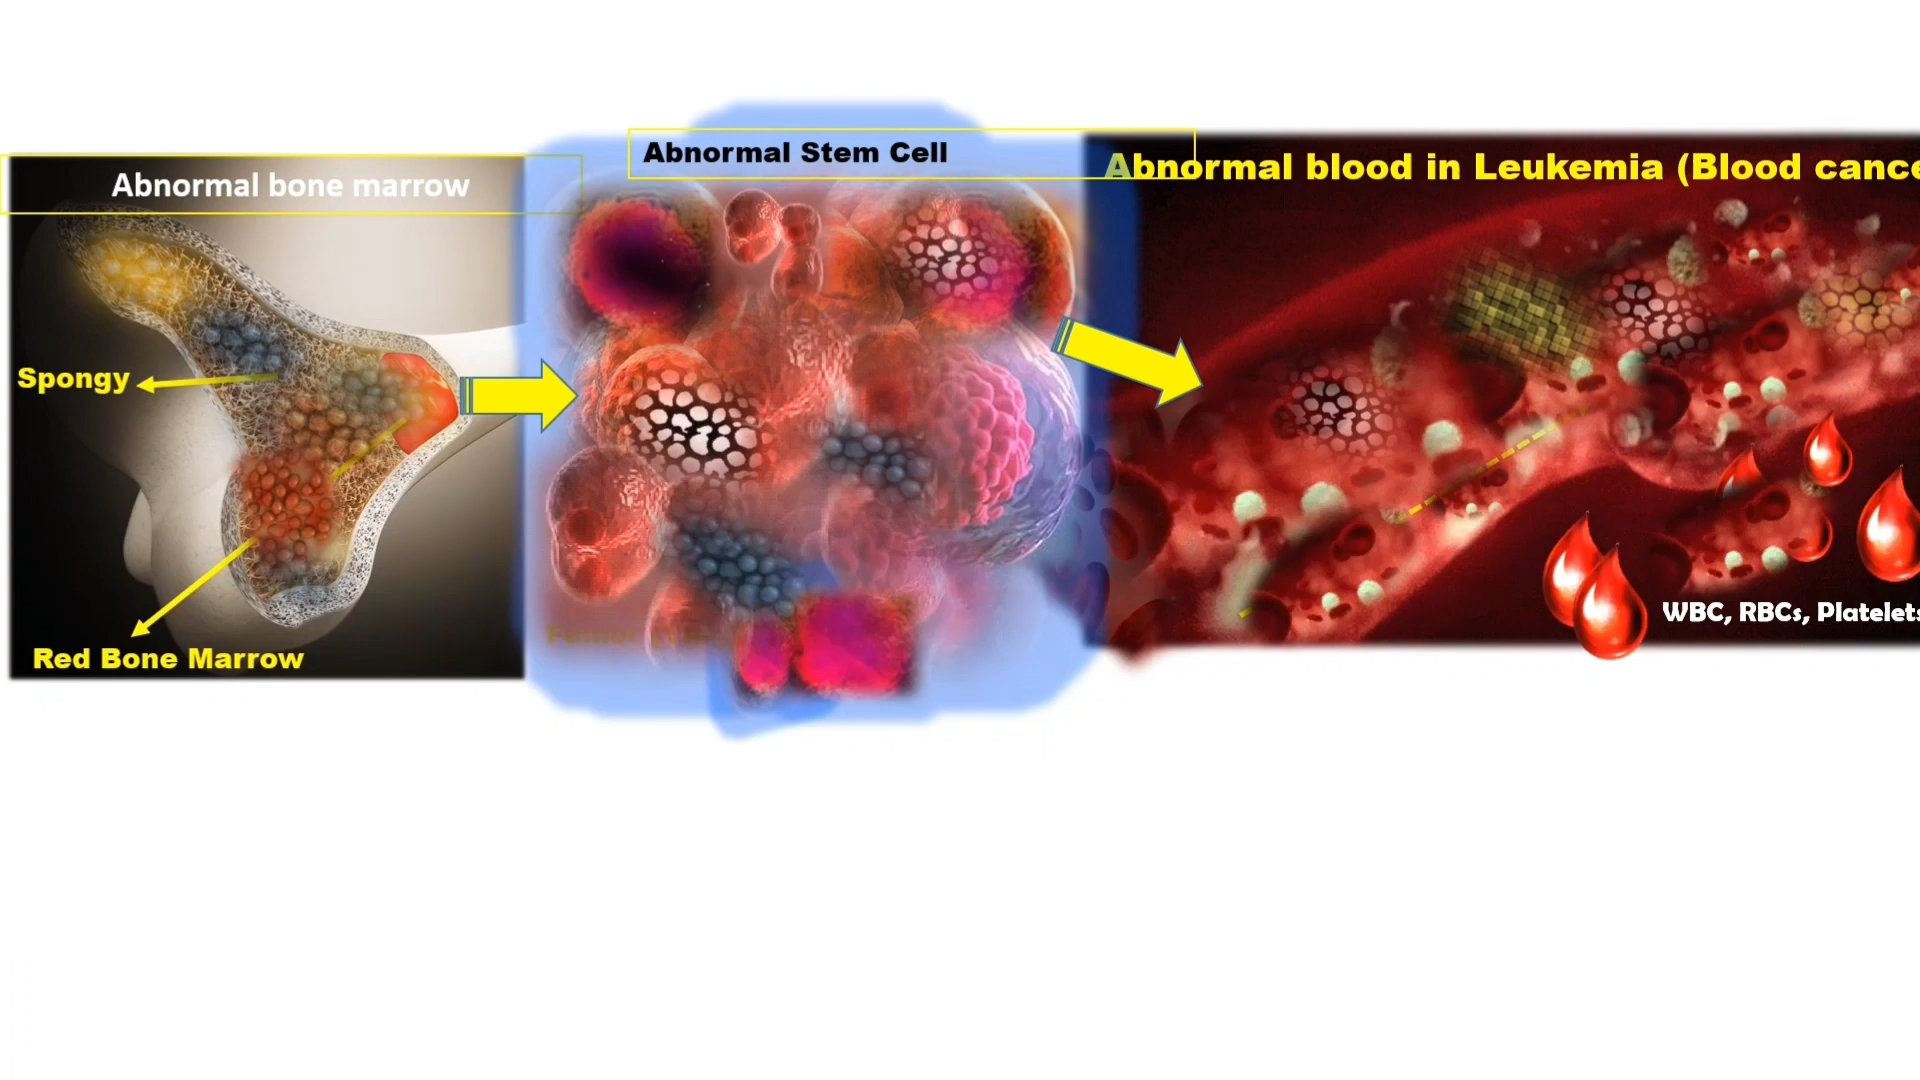 Abnormal bone marrow
Abnormal Stem Cell
Abnormal blood in Leukemia (Blood cance
Spongy
Red Bone Marrow
WBC, RBCs, Platelets